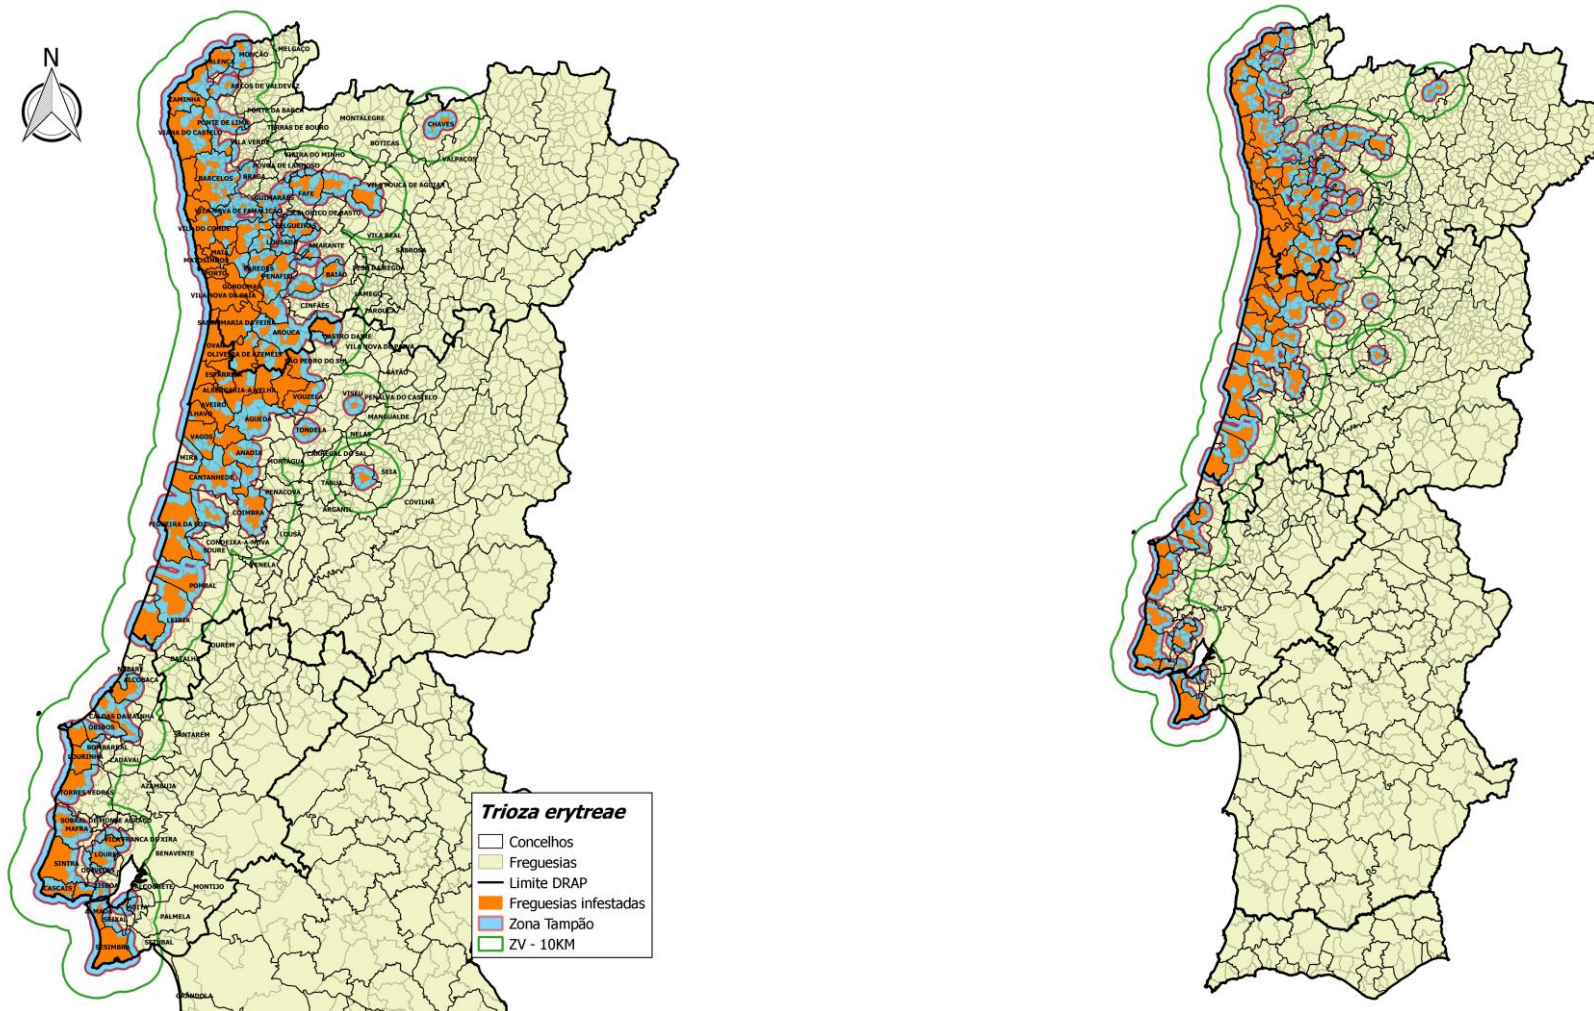 N
MELGAÇO
MONÇÃO
VALENÇA
ARCOS DE VALDEVEZ
CAMINHA
PONTE DA BARCA
MONTALEGRE
PONTE DE LIMA
CHAVES
TERRAS DE BOURO
VIANA DO CASTELO
VILA VERDE
BOTICAS
VIEIRA DO MINHO
VALPAÇOS
PÓVOA DE LANHOSO
BARCELOS
BRAGA
VILA POUCA DE AGUIAR
FAFE
GUIMARÃES
VILA NOVA DE FAMALICÃO
CELORICO DE BASTO
FELGUEIRAS
VILA DO CONDE
VILA REAL
LOUSADA
AMARANTE
SABROSA
MAIA
MATOSINHOS
PAREDES
PESO DA RÉGUA
PORTO
PENAFIEL
BAIÃO
GONDOMAR
VILA NOVA DE GAIA
LAMEGO
CINFÃES
TAROUCA
SANTA MARIA DA FEIRA
AROUCA
CASTRO DAIRE
OVAR
VILA NOVA DE PAIVA
OLIVEIRA DE AZEMÉIS
SÃO PEDRO DO SUL
ESTARREJA
SÁTÃO
ALBERGARIA-A-VELHA
VISEU
VOUZELA
PENALVA DO CASTELO
AVEIRO
ILHAVO
ÁGUEDA
MANGUALDE
VAGOS
TONDELA
NELAS
MIRA
ANADIA
CARREGAL DO SAL
MORTÁGUA
SEIA
CANTANHEDE
TÁBUA
PENACOVA
COVILHÃ
COIMBRA
ARGANIL
FIGUEIRA DA FOZ
LOUSÃ
CONDEIXA-A-NOVA
SOURE
PENELA
POMBAL
LEIRIA
OURÉM
BATALHA
NAZARÉ
ALCOBAÇA
CALDAS DA RAINHA
ÓBIDOS
SANTARÉM
BOMBARRAL
LOURINHÃ
CADAVAL
AZAMBUJA
TORRES VEDRAS
SOBRAL DE MONTE AGRAÇO
MAFRA
VILA FRANCA DE XIRA
LOURES
BENAVENTE
SINTRA
ODIVELAS
CASCAIS
LISBOA
ALCOCHETE
MONTIJO
ALMADA
MOITA
SEIXAL
PALMELA
SESIMBRA
SETÚBAL
GRÂNDOLA
Trioza erytreae
Concelhos
Freguesias
Limite DRAP
Freguesias infestadas
Zona Tampão
ZV - 10KM